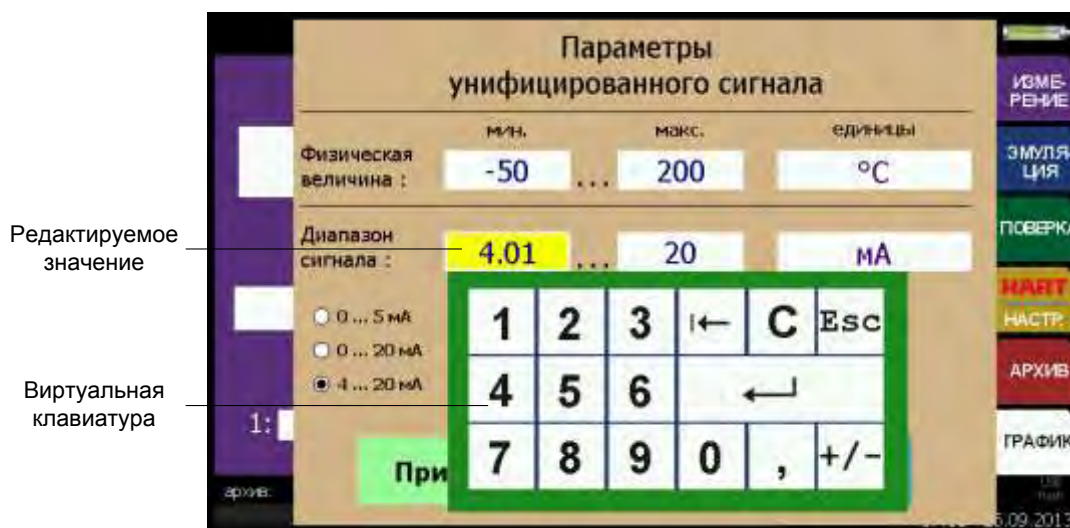 Параметры
унифицированного сигнала
мин. макс. единицы
Физическая
величина :
-50 ... 200 °C
Диапазон
сигнала :
4.01 ... 20 мА
0 ... 5 мА
0 ... 20 мА
4 ... 20 мА
1 2 3 |← C Esc
4 5 6 ↵
7 8 9 0 , +/-
При
1:
архив:
Редактируемое
значение
Виртуальная
клавиатура
ИЗМЕ-
РЕНИЕ
ЭМУЛЯ-
ЦИЯ
ПОВЕРКА
HART
НАСТР.
АРХИВ
ГРАФИК
.09.2017